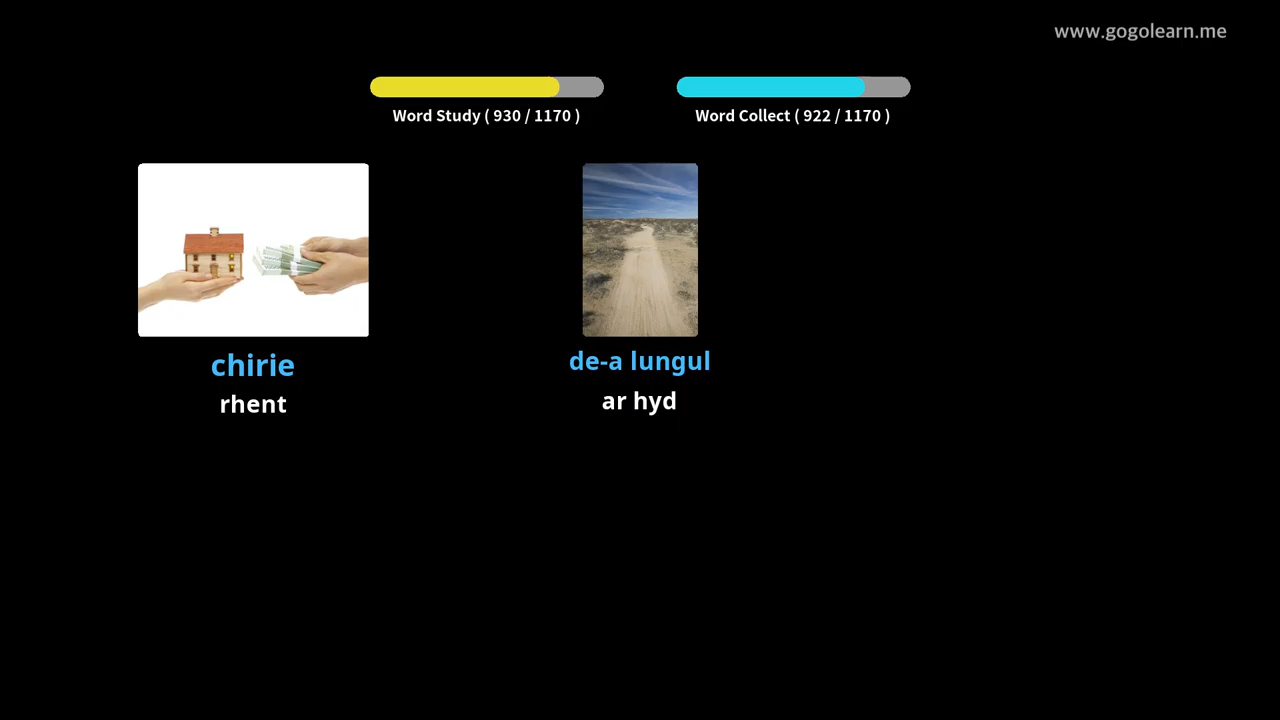 www.gogolearn.me
Word Study ( 930 / 1170 )
Word Collect ( 922 / 1170 )
chirie
rhent
de-a lungul
ar hyd